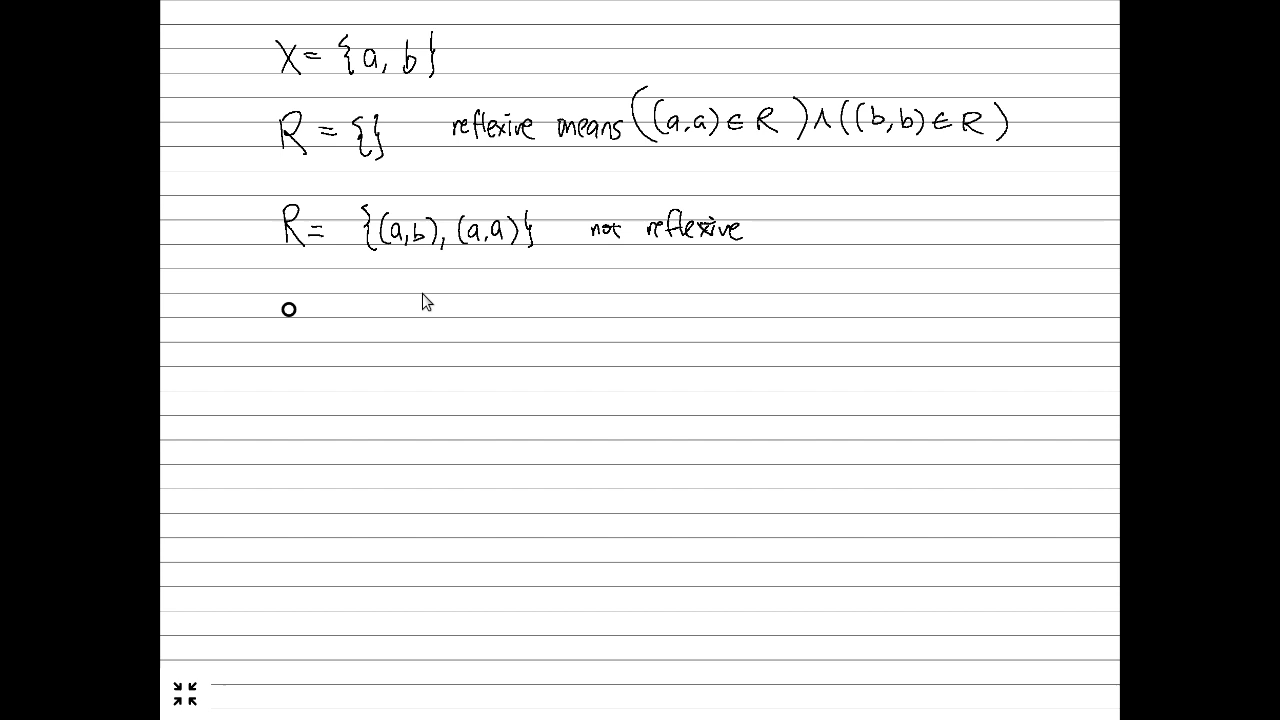 X = {a, b}
R = {} reflexive means ((a,a) ∈ R) ∧ ((b,b) ∈ R)
R = {(a,b), (a,a)} not reflexive